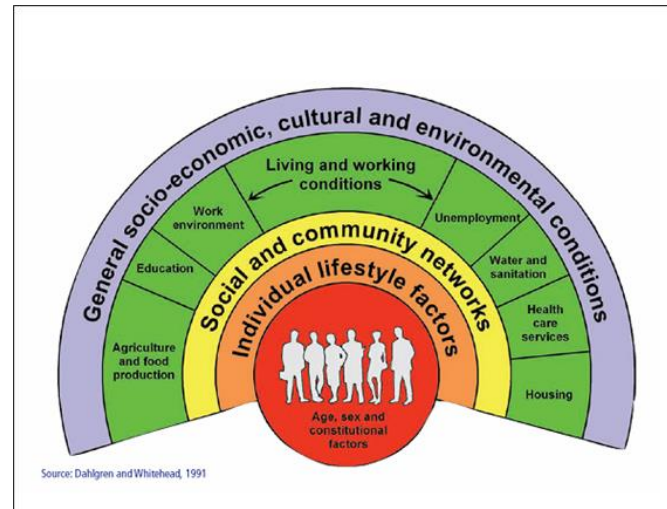 General socio-economic, cultural and environmental conditions
Living and working
conditions
Work
environment
Unemployment
Education
Water and
sanitation
Agriculture
and food
production
Health
care
services
Housing
Social and community networks
Individual lifestyle factors
Age, sex and
constitutional
factors
Source: Dahlgren and Whitehead, 1991